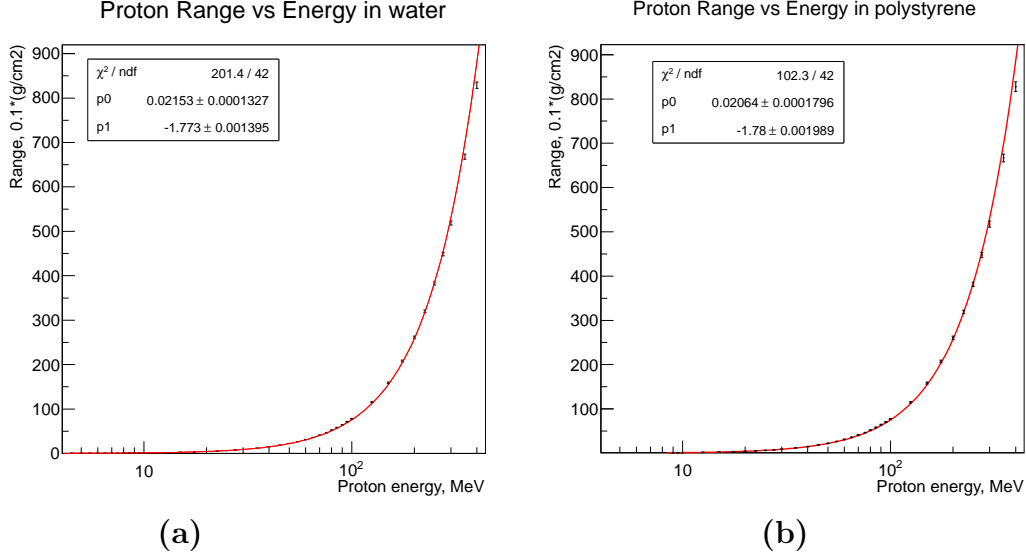 Proton Range vs Energy in water
Range, 0.1*(g/cm2)
900
800
700
600
500
400
300
200
100
0
χ² / ndf 201.4 / 42
p0 0.02153 ± 0.0001327
p1 -1.773 ± 0.001395
10
10²
Proton energy, MeV
(a)
Proton Range vs Energy in polystyrene
Range, 0.1*(g/cm2)
900
800
700
600
500
400
300
200
100
0
χ² / ndf 102.3 / 42
p0 0.02064 ± 0.0001796
p1 -1.78 ± 0.001989
10
10²
Proton energy, MeV
(b)